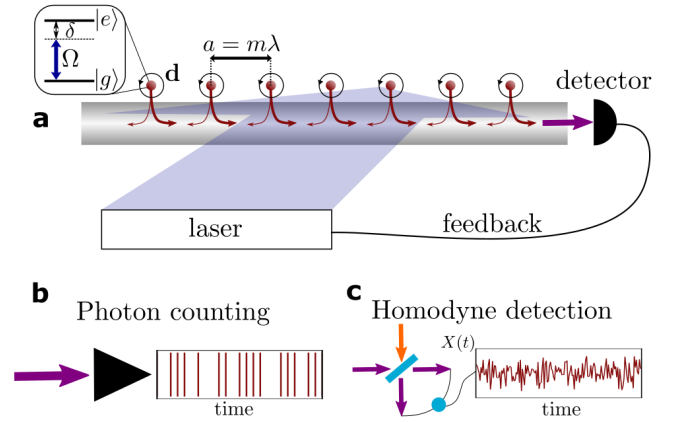 |e⟩
δ
Ω
|g⟩
d
a = mλ
detector
a
laser
feedback
b
Photon counting
time
c
Homodyne detection
X(t)
time